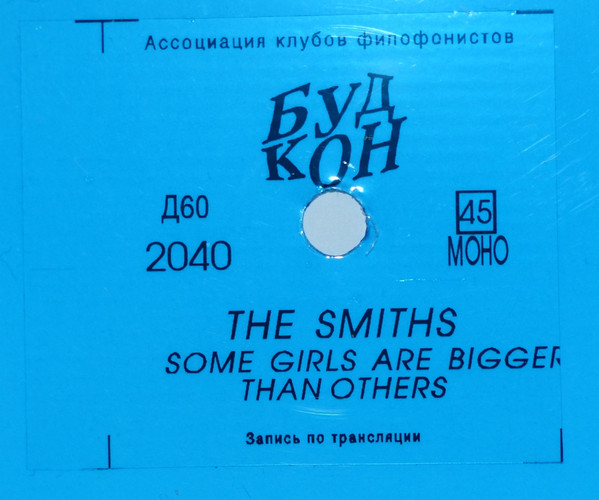 Ассоциация клубов филофонистов
БУД
КОН
Д60
45
2040
МОНО
THE SMITHS
SOME GIRLS ARE BIGGER
THAN OTHERS
Запись по трансляции